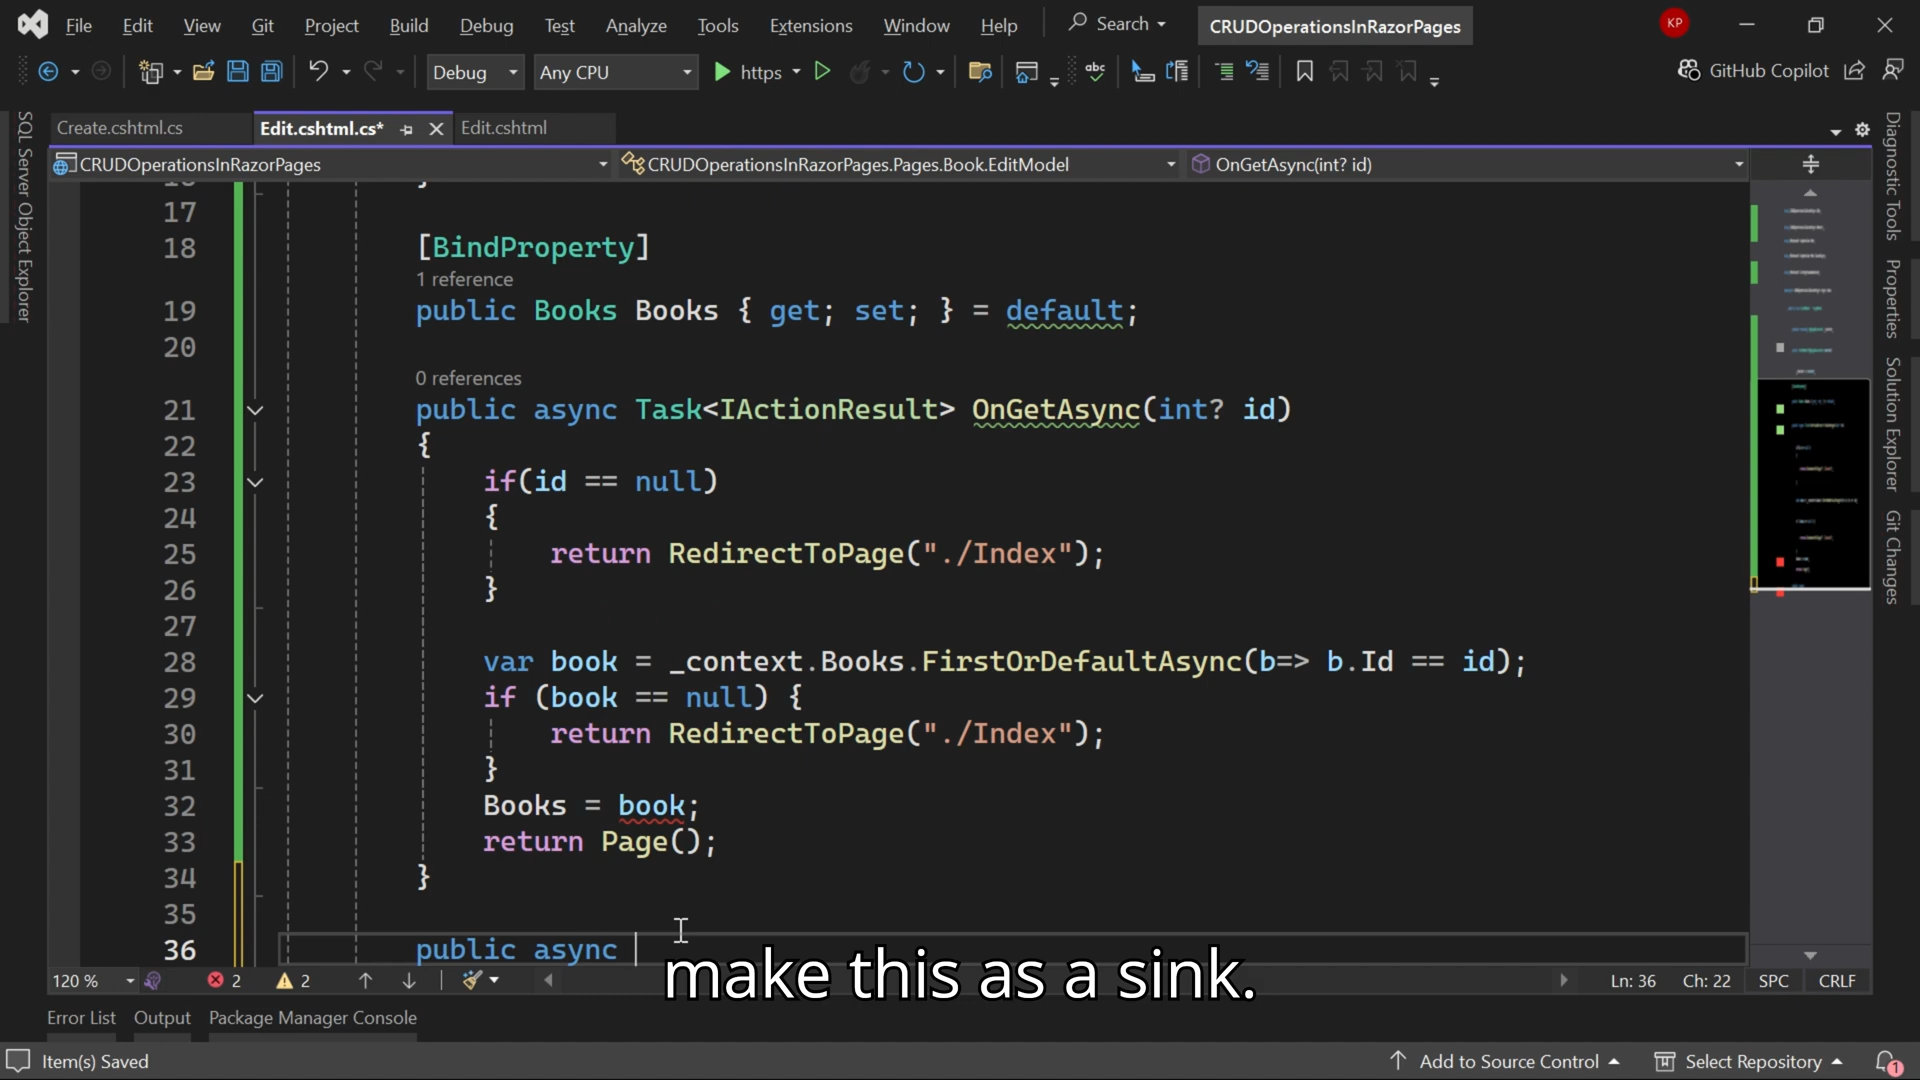 File Edit View Git Project Build Debug Test Analyze Tools Extensions Window Help Search CRUDOperationsInRazorPages KP
Debug Any CPU https abc GitHub Copilot
Create.cshtml.cs Edit.cshtml.cs* Edit.cshtml
CRUDOperationsInRazorPages CRUDOperationsInRazorPages.Pages.Book.EditModel OnGetAsync(int? id)
SQL Server Object Explorer
17
18 [BindProperty]
1 reference
19 public Books Books { get; set; } = default;
20
0 references
21 public async Task<IActionResult> OnGetAsync(int? id)
22 {
23 if(id == null)
24 {
25 return RedirectToPage("./Index");
26 }
27
28 var book = _context.Books.FirstOrDefaultAsync(b=> b.Id == id);
29 if (book == null) {
30 return RedirectToPage("./Index");
31 }
32 Books = book;
33 return Page();
34 }
35
36 public async
make this as a sink.
Diagnostic Tools
Properties
Solution Explorer
Git Changes
120 % 2 2 Ln: 36 Ch: 22 SPC CRLF
Error List Output Package Manager Console
Item(s) Saved Add to Source Control Select Repository 1